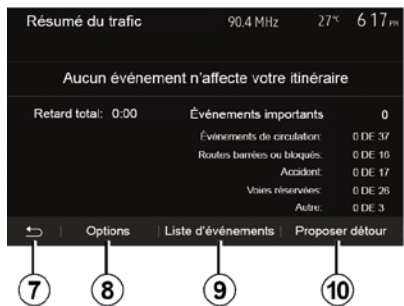 Résumé du trafic 90.4 MHz 27°C 6 17 PM
Aucun événement n'affecte votre itinéraire
Retard total: 0:00 Événements importants 0
Événements de circulation: 0 DE 37
Routes barrées ou bloqués: 0 DE 16
Accident: 0 DE 17
Voies réservées: 0 DE 26
Autre: 0 DE 3
Options Liste d'événements Proposer détour
7 8 9 10